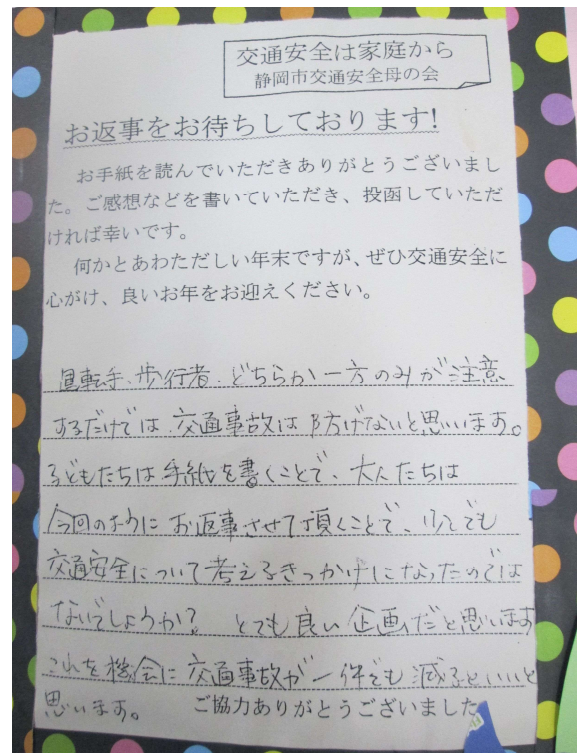 交通安全は家庭から
静岡市交通安全母の会
お返事をお待ちしております!
お手紙を読んでいただきありがとうございまし
た。ご感想などを書いていただき、投函していただ
ければ幸いです。
何かとあわただしい年末ですが、ぜひ交通安全に
心がけ、良いお年をお迎えください。
運転手、歩行者、どちらか一方のみが注意
するだけでは、交通事故は防げないと思います。
子どもたちは手紙を書くことで、大人たちは
今回のように お返事させて頂くことで、少しでも
交通安全について考えるきっかけになったのでは
ないでしょうか? とても良い企画だと思います
これを機会に交通事故が一件でも減るといいと
思います。 ご協力ありがとうございました